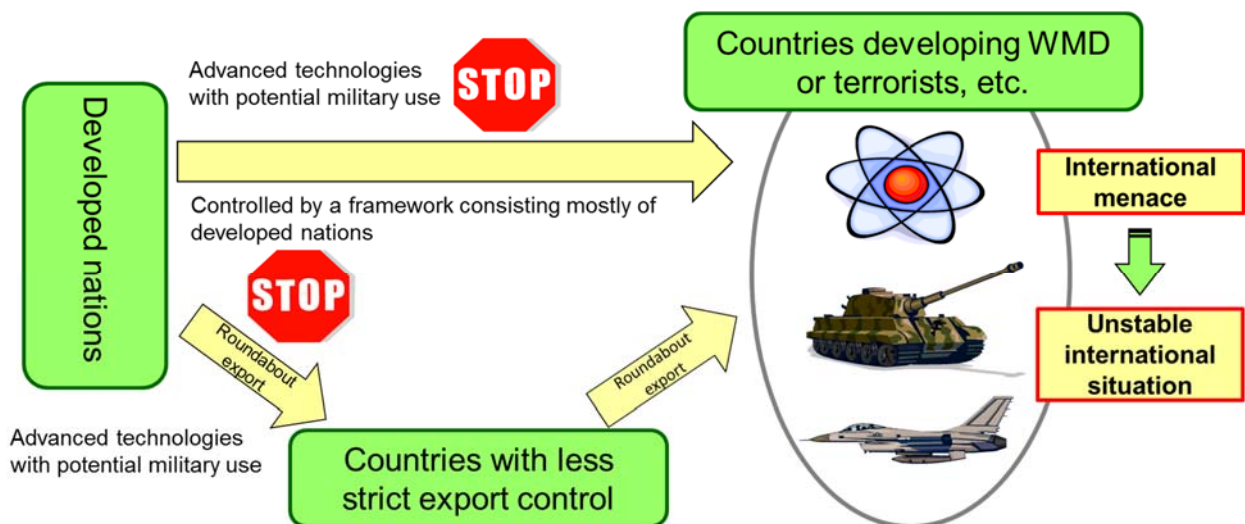 Developed nations
Advanced technologies
with potential military use
STOP
Controlled by a framework consisting mostly of
developed nations
STOP
Roundabout
export
Advanced technologies
with potential military use
Countries with less
strict export control
Roundabout
export
Countries developing WMD
or terrorists, etc.
International
menace
Unstable
international
situation